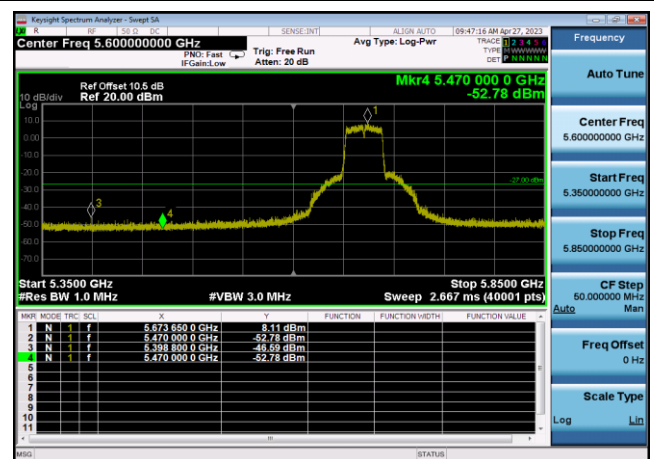 Keysight Spectrum Analyzer - Swept SA
R RF 50 Ω DC SENSE:INT ALIGN AUTO 09:47:16 AM Apr 27, 2023
Center Freq 5.600000000 GHz
PNO: Fast
IFGain:Low
Trig: Free Run
Atten: 20 dB
Avg Type: Log-Pwr
TRACE 1 2 3 4 5 6
TYPE M W W W W W
DET P N N N N N
Ref Offset 10.5 dB
10 dB/div Ref 20.00 dBm
Mkr4 5.470 000 0 GHz
-52.78 dBm
Log
10.0
0.00
-10.0
-20.0
-27.00 dBm
-30.0
-40.0
-50.0
-60.0
-70.0
1
3
4
Start 5.3500 GHz Stop 5.8500 GHz
#Res BW 1.0 MHz #VBW 3.0 MHz Sweep 2.667 ms (40001 pts)
MKR MODE TRC SCL X Y FUNCTION FUNCTION WIDTH FUNCTION VALUE
1 N 1 f 5.673 650 0 GHz 8.11 dBm
2 N 1 f 5.470 000 0 GHz -52.78 dBm
3 N 1 f 5.398 800 0 GHz -46.59 dBm
4 N 1 f 5.470 000 0 GHz -52.78 dBm
5
6
7
8
9
10
11
MSG STATUS
Frequency
Auto Tune
Center Freq
5.600000000 GHz
Start Freq
5.350000000 GHz
Stop Freq
5.850000000 GHz
CF Step
50.000000 MHz
Auto Man
Freq Offset
0 Hz
Scale Type
Log Lin